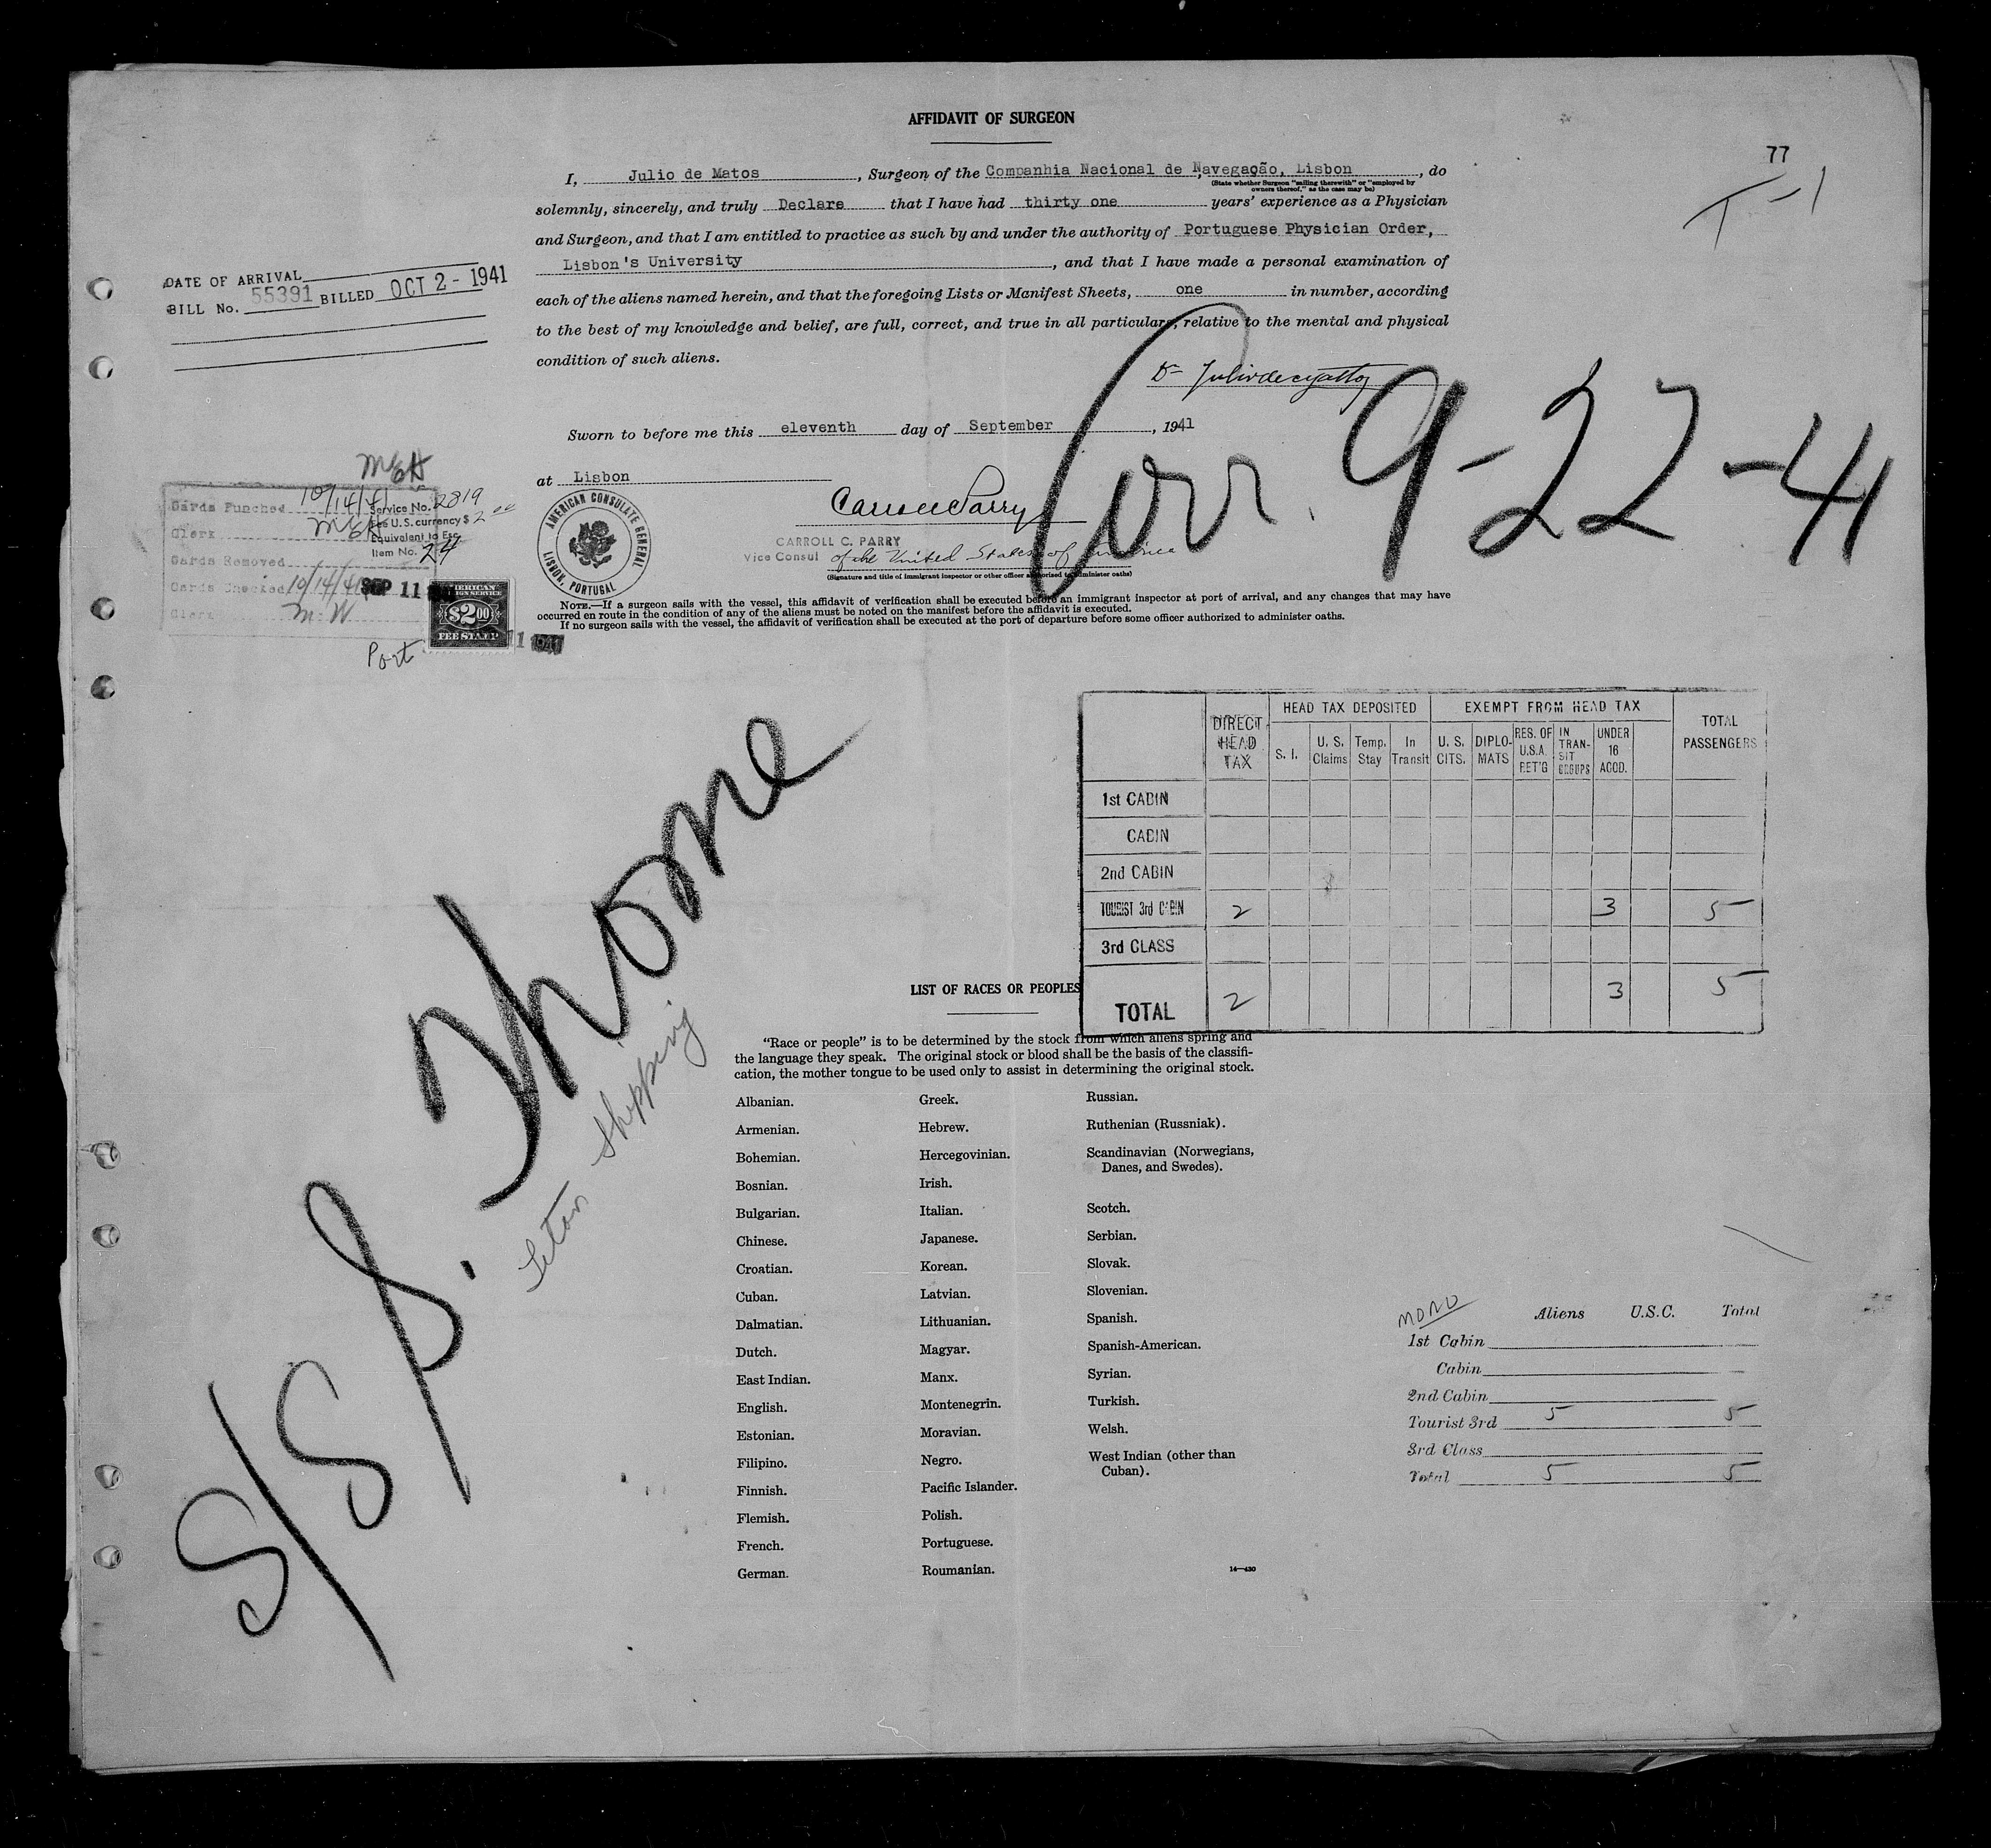 AFFIDAVIT OF SURGEON
77
T-1
I, Julio de Matos, Surgeon of the Companhia Nacional de Navegação, Lisbon, do
(State whether Surgeon "sailing therewith" or "employed by
owners thereof," as the case may be)
solemnly, sincerely, and truly Declare that I have had thirty one years' experience as a Physician
and Surgeon, and that I am entitled to practice as such by and under the authority of Portuguese Physician Order,
Lisbon's University, and that I have made a personal examination of
each of the aliens named herein, and that the foregoing Lists or Manifest Sheets, one in number, according
to the best of my knowledge and belief, are full, correct, and true in all particulars, relative to the mental and physical
condition of such aliens.
DATE OF ARRIVAL
BILL No. 55391 BILLED OCT 2 - 1941
Sworn to before me this eleventh day of September, 1941
at Lisbon
9-22-41
CARROLL C. PARRY
Vice Consul of the United States of America
(Signature and title of immigrant inspector or other officer authorized to administer oaths)
AMERICAN CONSULATE GENERAL
LISBON, PORTUGAL
McH
Cards Punched 10/14/41
Clerk McH
Cards Removed
Cards Checked 10/14/41
Clerk M.W
Service No. 2819
Fee U.S. currency $ 2.00
Equivalent to Esc.
Item No. 24
SEP 11
AMERICAN
FOREIGN SERVICE
$2.00
FEE STAMP
Port
NOTE.—If a surgeon sails with the vessel, this affidavit of verification shall be executed before an immigrant inspector at port of arrival, and any changes that may have
occurred en route in the condition of any of the aliens must be noted on the manifest before the affidavit is executed.
If no surgeon sails with the vessel, the affidavit of verification shall be executed at the port of departure before some officer authorized to administer oaths.
DIRECT HEAD TAX
HEAD TAX DEPOSITED
EXEMPT FROM HEAD TAX
TOTAL PASSENGERS
S. I.
U. S. Claims
Temp. Stay
In Transit
U. S. CITS.
DIPLO-MATS
RES. OF U.S.A. RET'G
IN TRAN-SIT GROUPS
UNDER 16 ACCD.
1st CABIN
CABIN
2nd CABIN
TOURIST 3rd CABIN 2 3 5
3rd CLASS
TOTAL 2 3 5
S/S S. Thome
Shipping
LIST OF RACES OR PEOPLES
"Race or people" is to be determined by the stock from which aliens spring and
the language they speak. The original stock or blood shall be the basis of the classifi-
cation, the mother tongue to be used only to assist in determining the original stock.
Albanian.
Armenian.
Bohemian.
Bosnian.
Bulgarian.
Chinese.
Croatian.
Cuban.
Dalmatian.
Dutch.
East Indian.
English.
Estonian.
Filipino.
Finnish.
Flemish.
French.
German.
Greek.
Hebrew.
Hercegovinian.
Irish.
Italian.
Japanese.
Korean.
Latvian.
Lithuanian.
Magyar.
Manx.
Montenegrin.
Moravian.
Negro.
Pacific Islander.
Polish.
Portuguese.
Roumanian.
Russian.
Ruthenian (Russniak).
Scandinavian (Norwegians,
Danes, and Swedes).
Scotch.
Serbian.
Slovak.
Slovenian.
Spanish.
Spanish-American.
Syrian.
Turkish.
Welsh.
West Indian (other than
Cuban).
14—430
MORO
Aliens U.S.C. Total
1st Cabin
Cabin
2nd Cabin
Tourist 3rd 5 5
3rd Class
Total 5 5